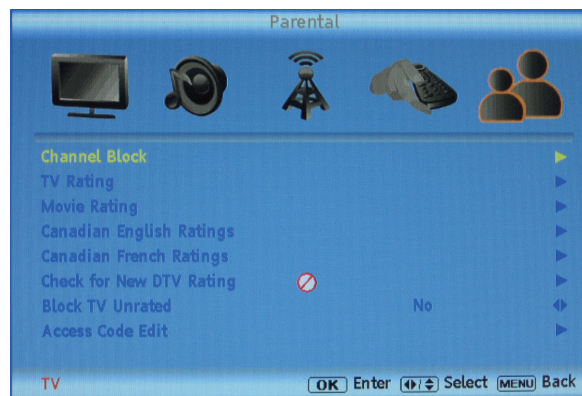 Parental
Channel Block
TV Rating
Movie Rating
Canadian English Ratings
Canadian French Ratings
Check for New DTV Rating
Block TV Unrated No
Access Code Edit
TV OK Enter Select MENU Back